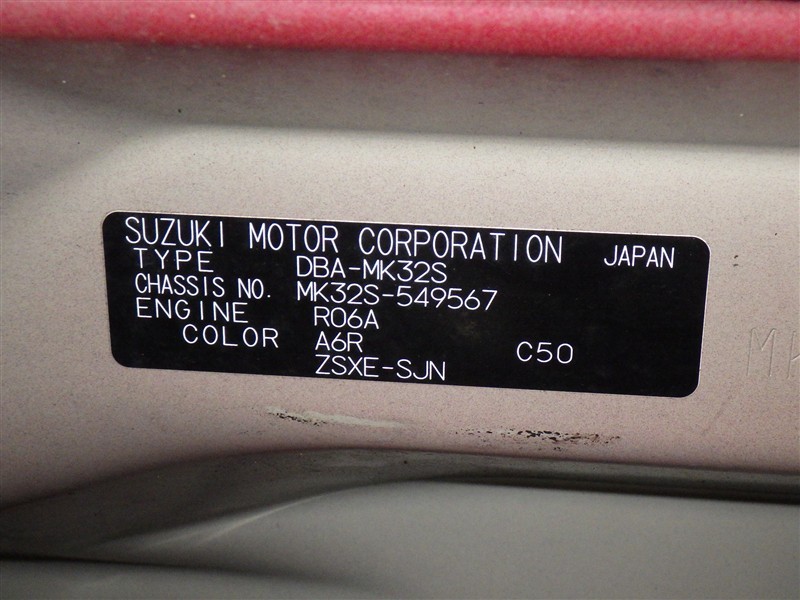 SUZUKI MOTOR CORPORATION JAPAN
TYPE DBA-MK32S
CHASSIS NO. MK32S-549567
ENGINE R06A
COLOR A6R C50
ZSXE-SJN